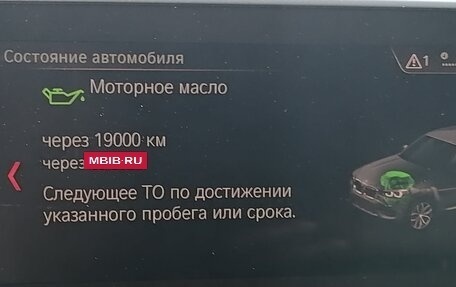 Состояние автомобиля
1
Моторное масло
через 19000 км
через
MBIB.RU
Следующее ТО по достижении
указанного пробега или срока.